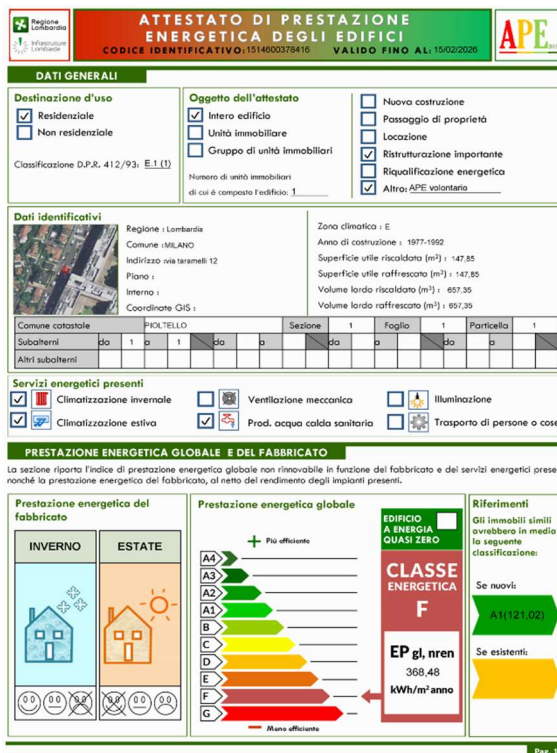 Regione
Lombardia
Infrastrutture
Lombarde
ATTESTATO DI PRESTAZIONE
ENERGETICA DEGLI EDIFICI
CODICE IDENTIFICATIVO:1514600378416 VALIDO FINO AL: 15/02/2026
APE
DATI GENERALI
Destinazione d'uso
Residenziale
Non residenziale
Classificazione D.P.R. 412/93: E.1 (1)
Oggetto dell'attestato
Intero edificio
Unità immobiliare
Gruppo di unità immobiliari
Numero di unità immobiliari
di cui è composto l'edificio: 1
Nuova costruzione
Passaggio di proprietà
Locazione
Ristrutturazione importante
Riqualificazione energetica
Altro: APE volontario
Dati identificativi
Regione : Lombardia
Comune :MILANO
Indirizzo :via taramelli 12
Piano :
Interno :
Coordinate GIS :
Zona climatica : E
Anno di costruzione : 1977-1992
Superficie utile riscaldata (m²) : 147,85
Superficie utile raffrescata (m²) : 147,85
Volume lordo riscaldato (m³) : 657,35
Volume lordo raffrescato (m³) : 657,35
Comune catastale PIOLTELLO Sezione 1 Foglio 1 Particella 1
Subalterni da 1 a 1 da a da a da a
Altri subalterni
Servizi energetici presenti
Climatizzazione invernale
Ventilazione meccanica
Illuminazione
Climatizzazione estiva
Prod. acqua calda sanitaria
Trasporto di persone o cose
PRESTAZIONE ENERGETICA GLOBALE E DEL FABBRICATO
La sezione riporta l'indice di prestazione energetica globale non rinnovabile in funzione del fabbricato e dei servizi energetici prese
nonché la prestazione energetica del fabbricato, al netto del rendimento degli impianti presenti.
Prestazione energetica del
fabbricato
INVERNO
ESTATE
Prestazione energetica globale
+ Più efficiente
A4
A3
A2
A1
B
C
D
E
F
G
Meno efficiente
EDIFICIO
A ENERGIA
QUASI ZERO
CLASSE
ENERGETICA
F
EP gl, nren
368,48
kWh/m² anno
Riferimenti
Gli immobili simili
avrebbero in media
la seguente
classificazione:
Se nuovi:
A1(121,02)
Se esistenti:
Pag.